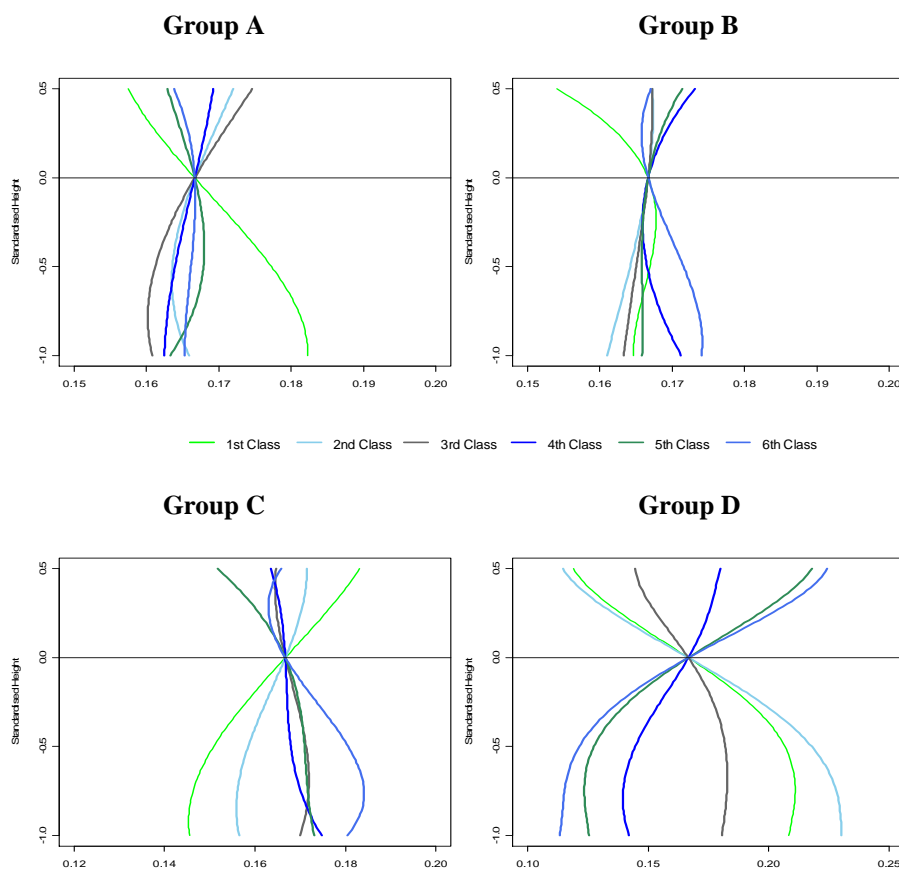 Group A
Group B
Standardised Height
0.5
0.0
-0.5
-1.0
0.15 0.16 0.17 0.18 0.19 0.20
Standardised Height
0.5
0.0
-0.5
-1.0
0.15 0.16 0.17 0.18 0.19 0.20
1st Class 2nd Class 3rd Class 4th Class 5th Class 6th Class
Group C
Group D
Standardised Height
0.5
0.0
-0.5
-1.0
0.12 0.14 0.16 0.18 0.20
Standardised Height
0.5
0.0
-0.5
-1.0
0.10 0.15 0.20 0.25